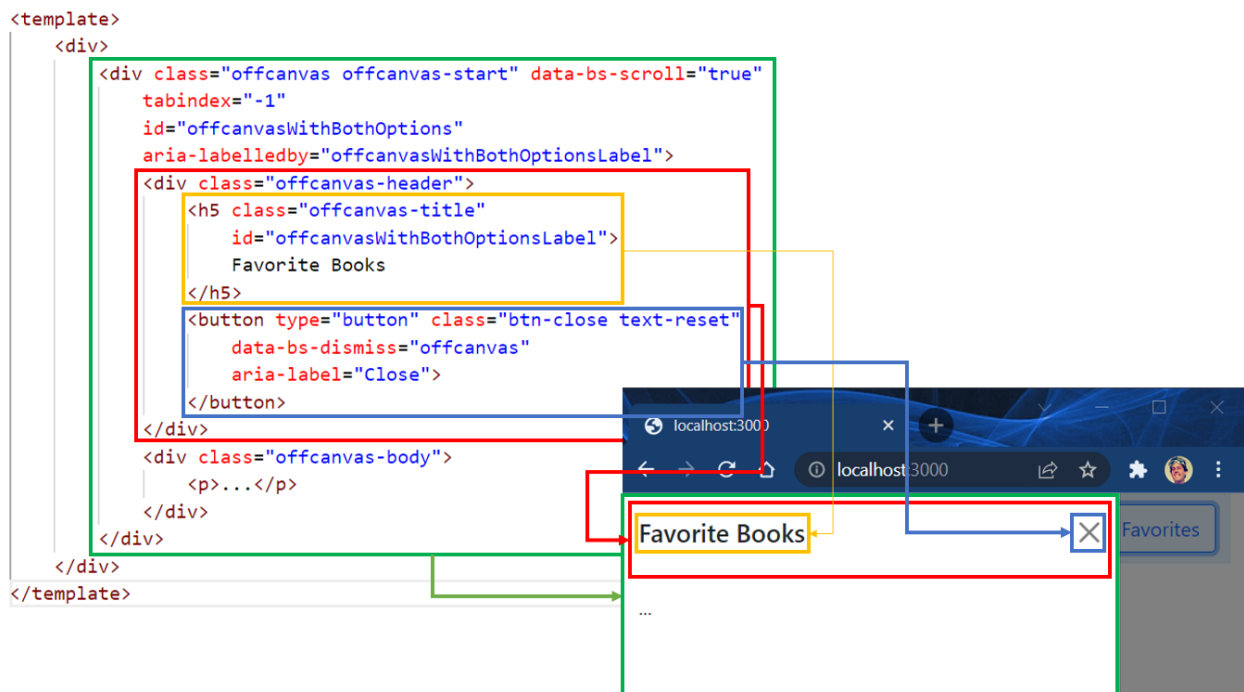 <template>
<div>
<div class="offcanvas offcanvas-start" data-bs-scroll="true"
tabindex="-1"
id="offcanvasWithBothOptions"
aria-labelledby="offcanvasWithBothOptionsLabel">
<div class="offcanvas-header">
<h5 class="offcanvas-title"
id="offcanvasWithBothOptionsLabel">
Favorite Books
</h5>
<button type="button" class="btn-close text-reset"
data-bs-dismiss="offcanvas"
aria-label="Close">
</button>
</div>
<div class="offcanvas-body">
<p>...</p>
</div>
</div>
</div>
</template>
localhost:3000
localhost:3000
Favorite Books
Favorites
...